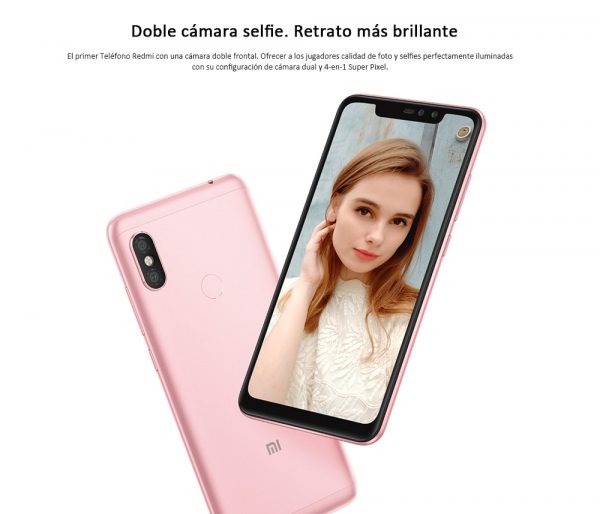 Doble cámara selfie. Retrato más brillante
El primer Teléfono Redmi con una cámara doble frontal. Ofrecer a los jugadores calidad de foto y selfies perfectamente iluminadas
con su configuración de cámara dual y 4-en-1 Super Pixel.
mi